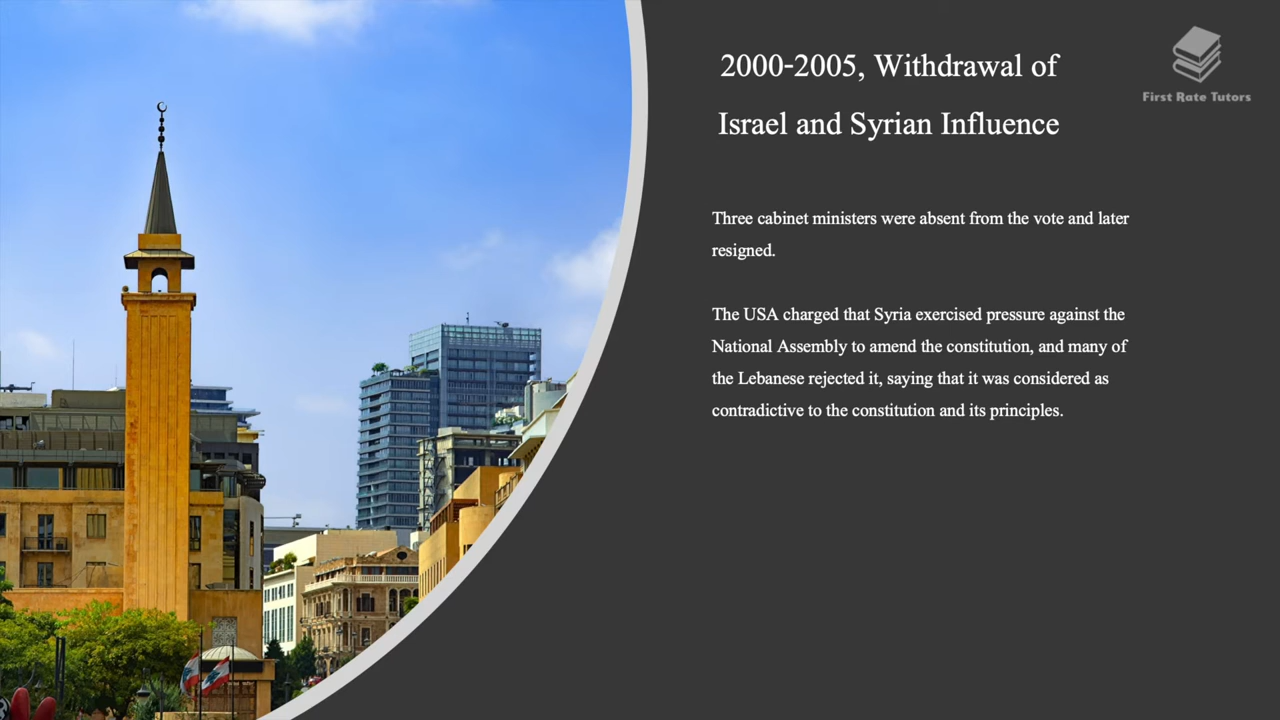 2000-2005, Withdrawal of
Israel and Syrian Influence
First Rate Tutors
Three cabinet ministers were absent from the vote and later
resigned.
The USA charged that Syria exercised pressure against the
National Assembly to amend the constitution, and many of
the Lebanese rejected it, saying that it was considered as
contradictive to the constitution and its principles.